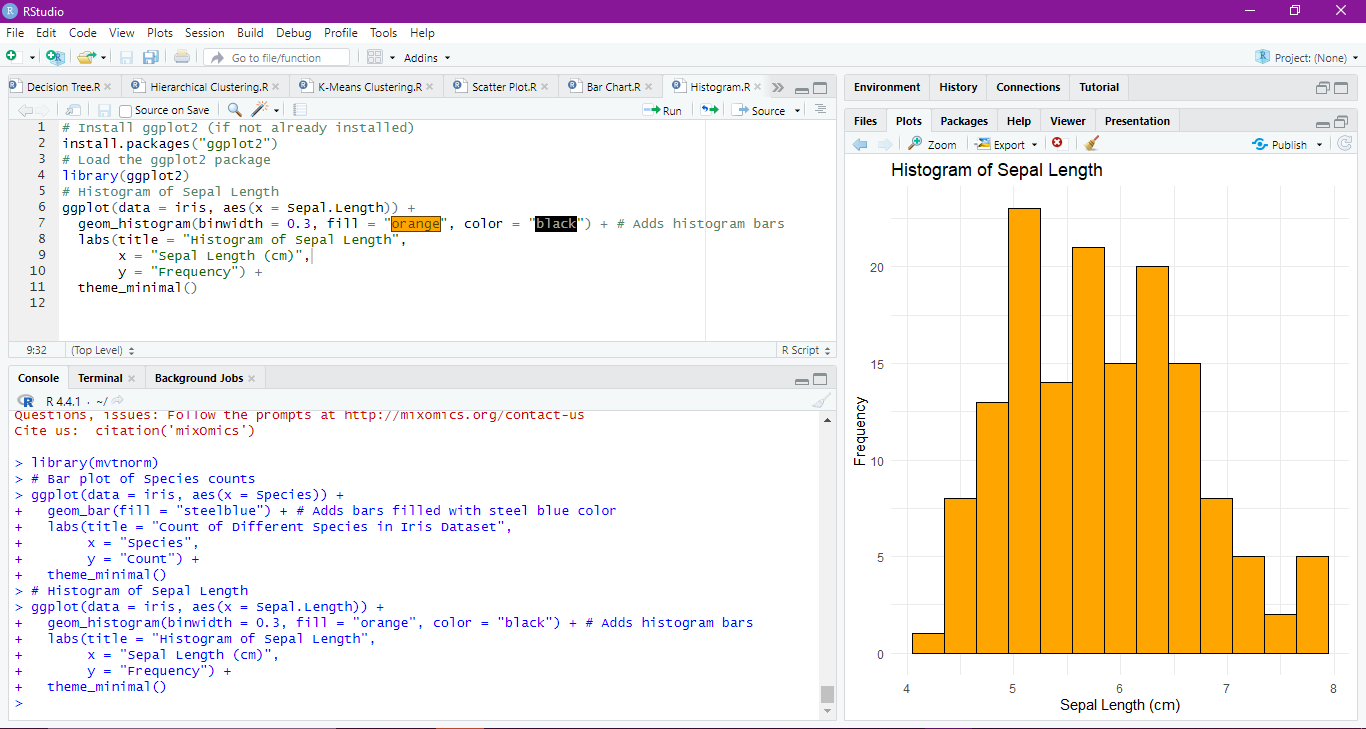 RStudio
File Edit Code View Plots Session Build Debug Profile Tools Help
Go to file/function Addins Project: (None)
Decision Tree.R Hierarchical Clustering.R K-Means Clustering.R Scatter Plot.R Bar Chart.R Histogram.R
Source on Save Run Source
1 # Install ggplot2 (if not already installed)
2 install.packages("ggplot2")
3 # Load the ggplot2 package
4 library(ggplot2)
5 # Histogram of Sepal Length
6 ggplot(data = iris, aes(x = Sepal.Length)) +
7 geom_histogram(binwidth = 0.3, fill = "orange", color = "black") + # Adds histogram bars
8 labs(title = "Histogram of Sepal Length",
9 x = "Sepal Length (cm)",
10 y = "Frequency") +
11 theme_minimal()
12
9:32 (Top Level) R Script
Console Terminal Background Jobs
R 4.4.1 · ~/
Questions, issues: Follow the prompts at http://mixomics.org/contact-us
Cite us:  citation('mixOmics')
> library(mvtnorm)
> # Bar plot of Species counts
> ggplot(data = iris, aes(x = Species)) +
+   geom_bar(fill = "steelblue") + # Adds bars filled with steel blue color
+   labs(title = "Count of Different Species in Iris Dataset",
+        x = "Species",
+        y = "Count") +
+   theme_minimal()
> # Histogram of Sepal Length
> ggplot(data = iris, aes(x = Sepal.Length)) +
+   geom_histogram(binwidth = 0.3, fill = "orange", color = "black") + # Adds histogram bars
+   labs(title = "Histogram of Sepal Length",
+        x = "Sepal Length (cm)",
+        y = "Frequency") +
+   theme_minimal()
>
Environment History Connections Tutorial
Files Plots Packages Help Viewer Presentation
Zoom Export Publish
Histogram of Sepal Length
Frequency
20
15
10
5
0
4 5 6 7 8
Sepal Length (cm)